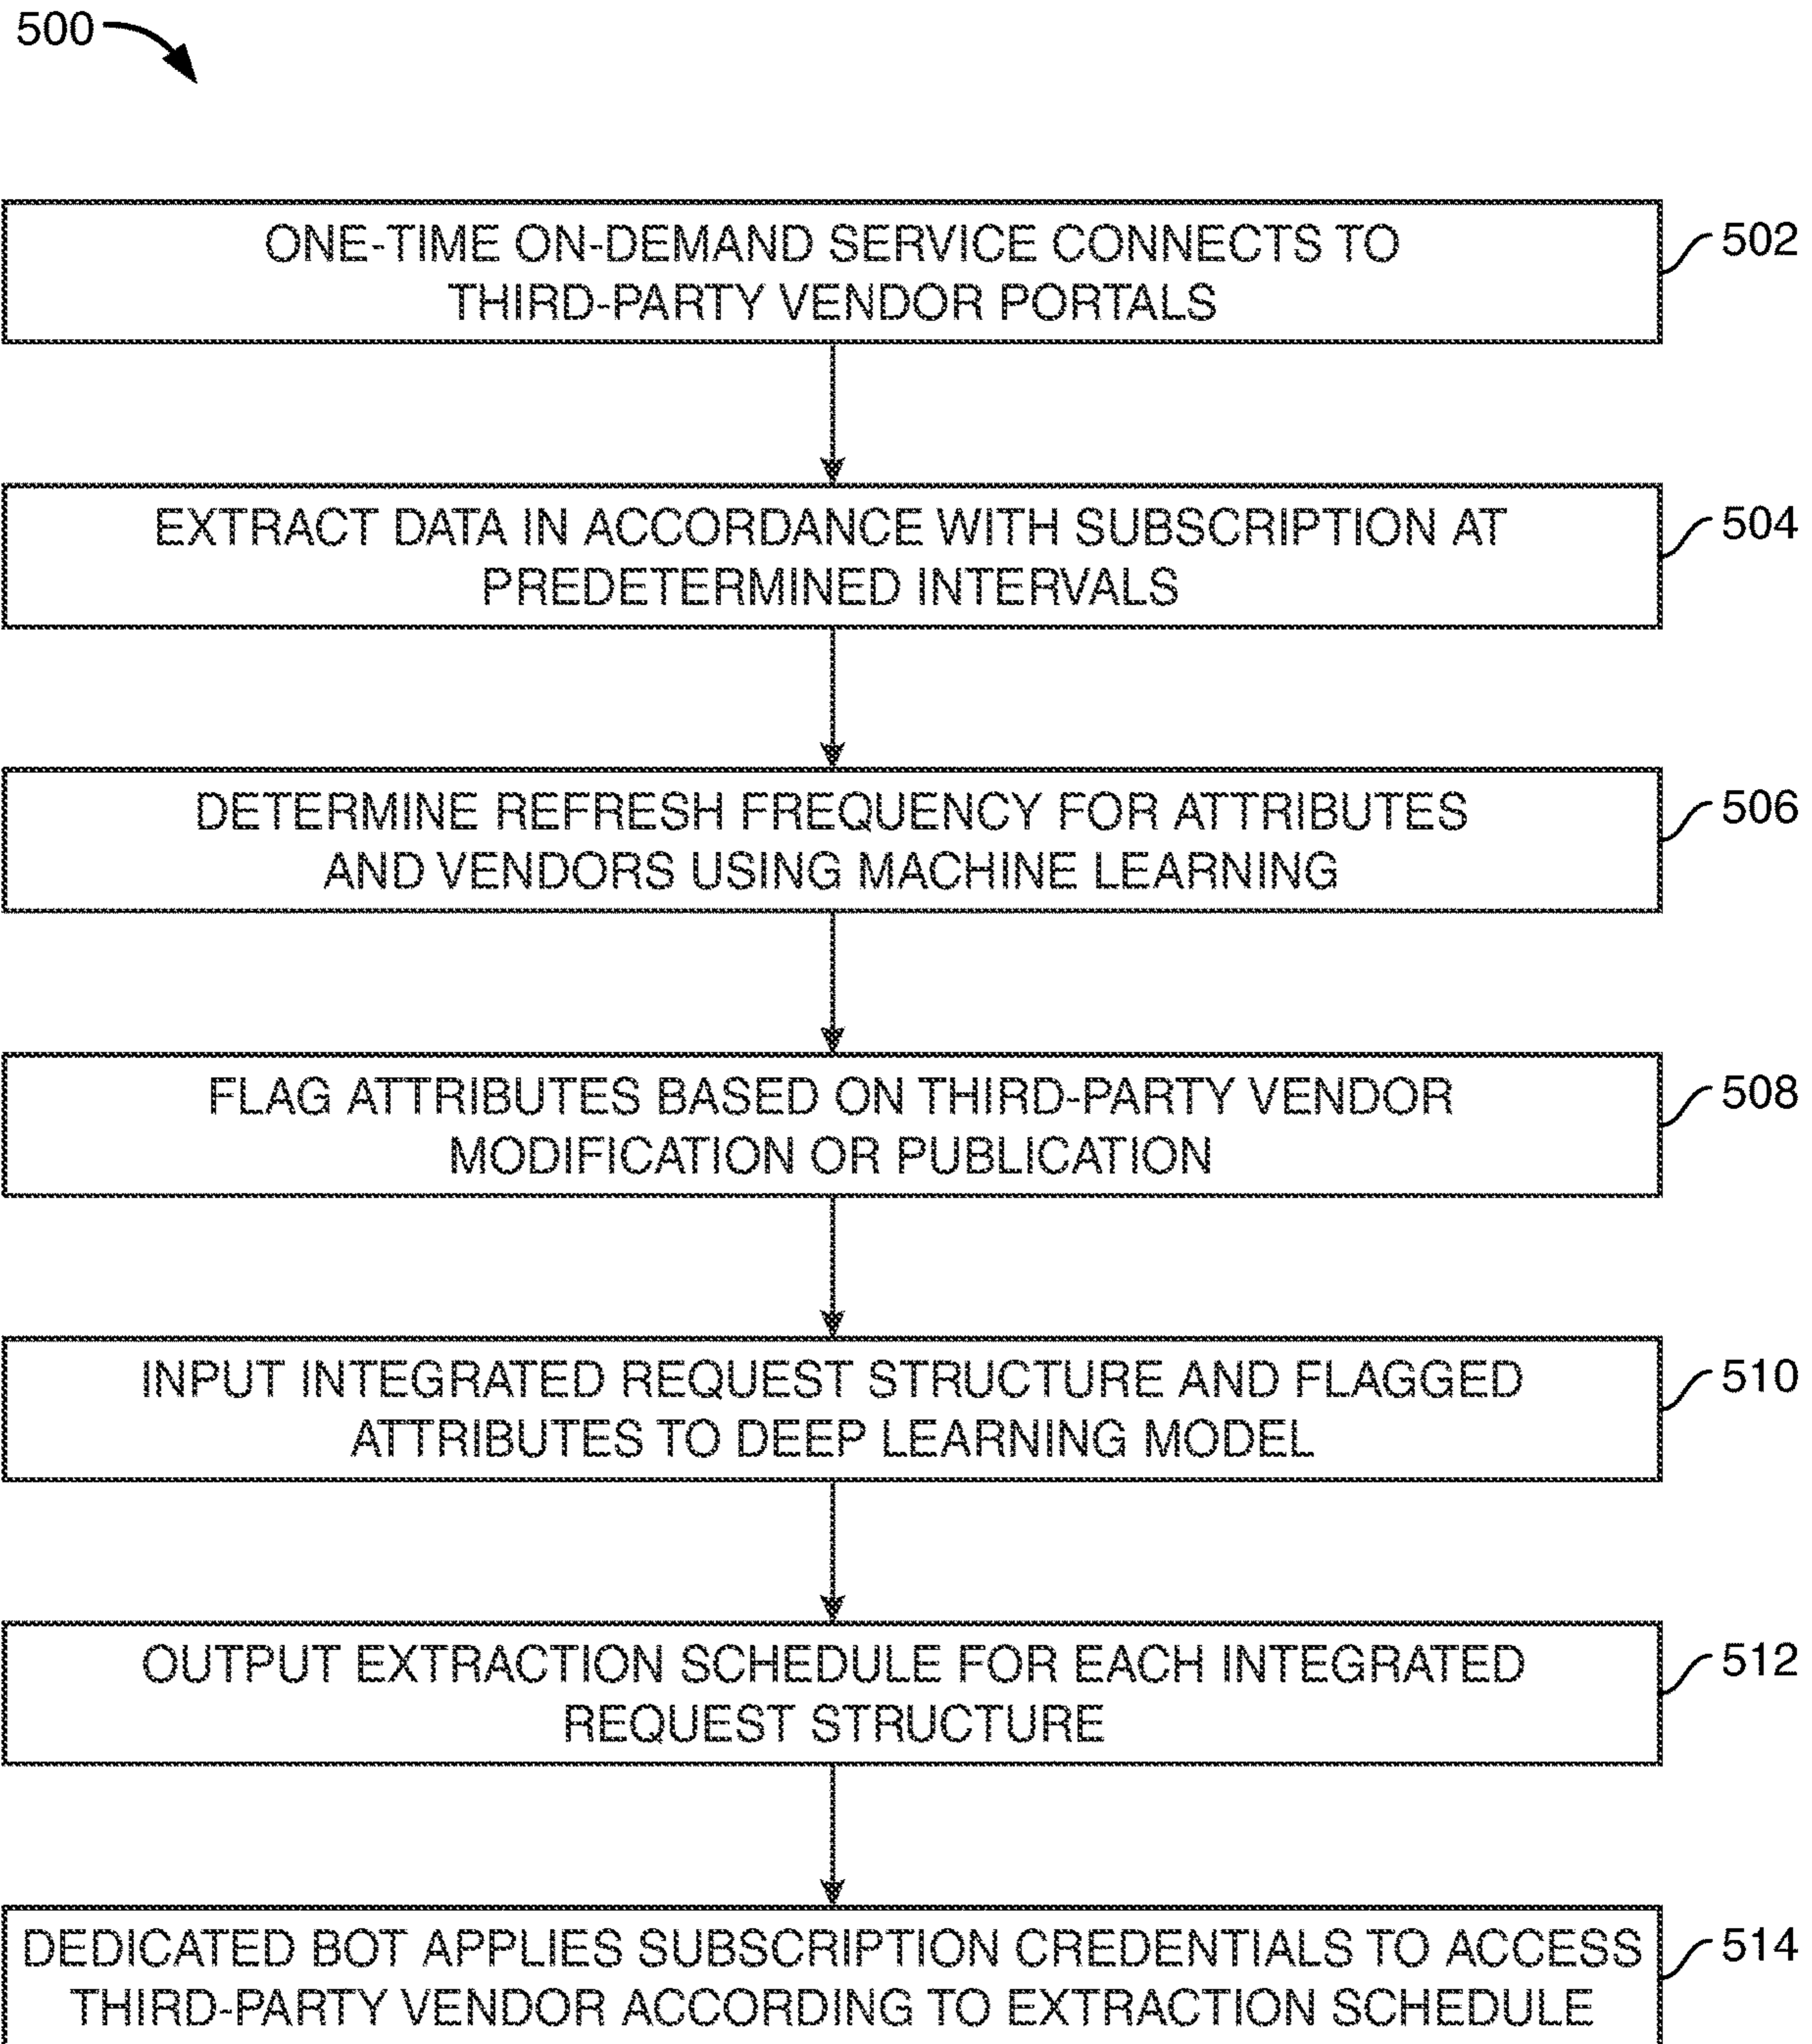 500
ONE-TIME ON-DEMAND SERVICE CONNECTS TO
THIRD-PARTY VENDOR PORTALS
502
EXTRACT DATA IN ACCORDANCE WITH SUBSCRIPTION AT
PREDETERMINED INTERVALS
504
DETERMINE REFRESH FREQUENCY FOR ATTRIBUTES
AND VENDORS USING MACHINE LEARNING
506
FLAG ATTRIBUTES BASED ON THIRD-PARTY VENDOR
MODIFICATION OR PUBLICATION
508
INPUT INTEGRATED REQUEST STRUCTURE AND FLAGGED
ATTRIBUTES TO DEEP LEARNING MODEL
510
OUTPUT EXTRACTION SCHEDULE FOR EACH INTEGRATED
REQUEST STRUCTURE
512
DEDICATED BOT APPLIES SUBSCRIPTION CREDENTIALS TO ACCESS
THIRD-PARTY VENDOR ACCORDING TO EXTRACTION SCHEDULE
514